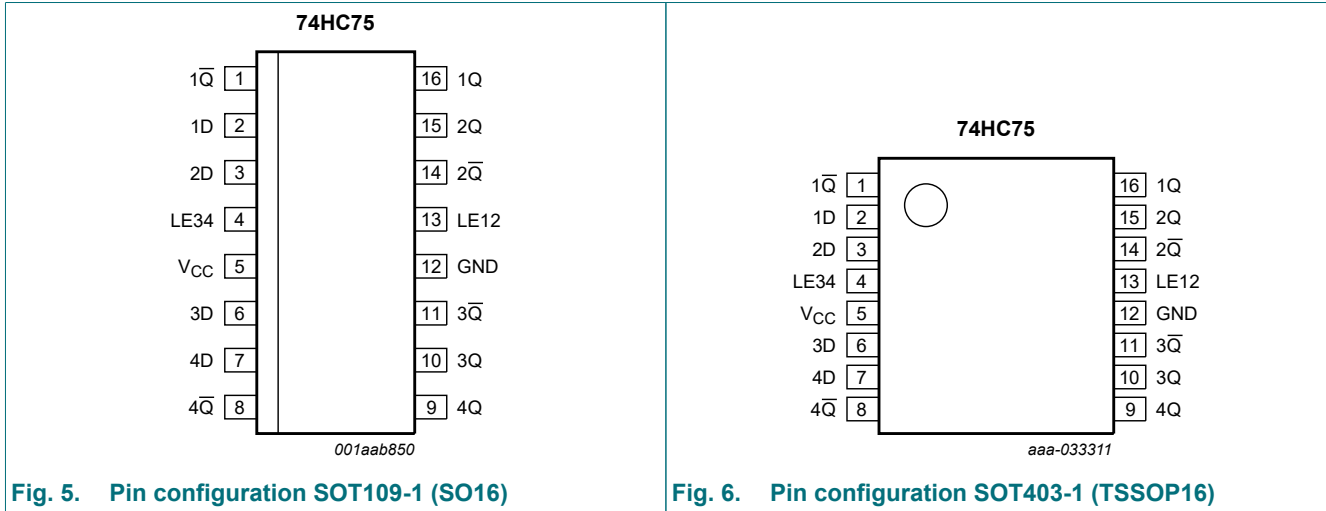 74HC75
1Q̅ 1 16 1Q
1D 2 15 2Q
2D 3 14 2Q̅
LE34 4 13 LE12
VCC 5 12 GND
3D 6 11 3Q̅
4D 7 10 3Q
4Q̅ 8 9 4Q
001aab850
Fig. 5. Pin configuration SOT109-1 (SO16)
74HC75
1Q̅ 1 16 1Q
1D 2 15 2Q
2D 3 14 2Q̅
LE34 4 13 LE12
VCC 5 12 GND
3D 6 11 3Q̅
4D 7 10 3Q
4Q̅ 8 9 4Q
aaa-033311
Fig. 6. Pin configuration SOT403-1 (TSSOP16)